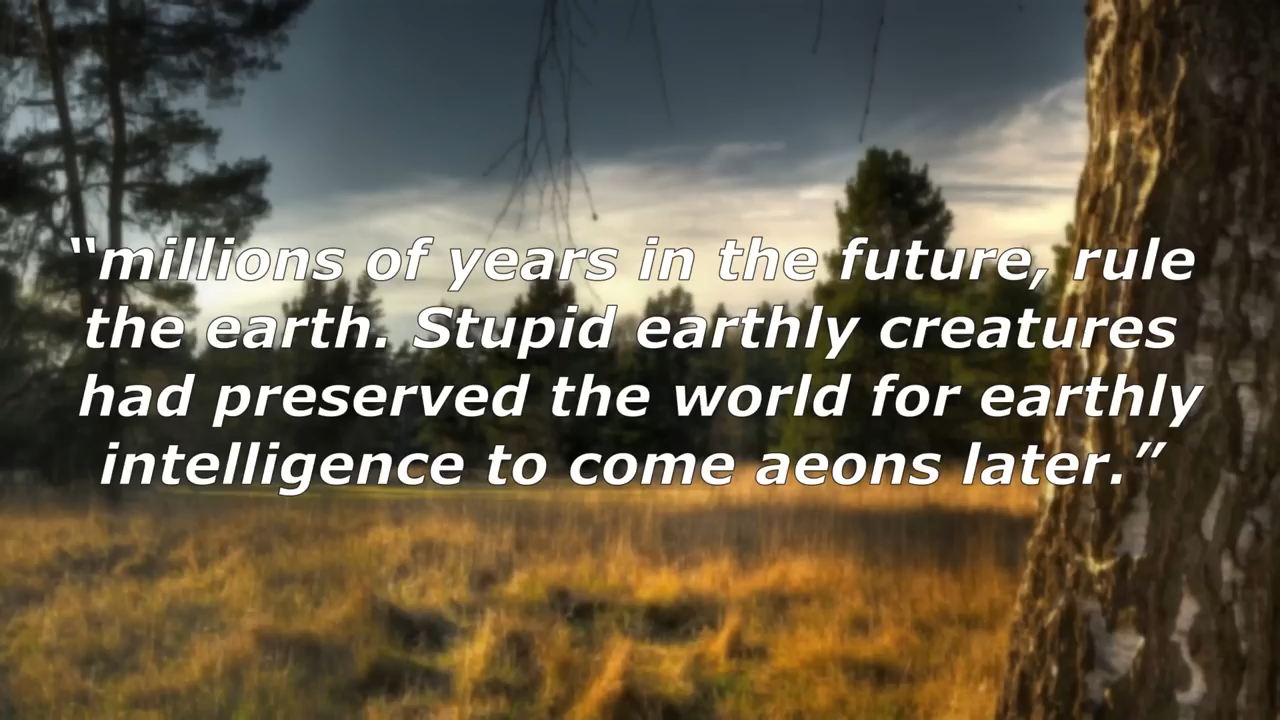 “millions of years in the future, rule
the earth. Stupid earthly creatures
had preserved the world for earthly
intelligence to come aeons later.”